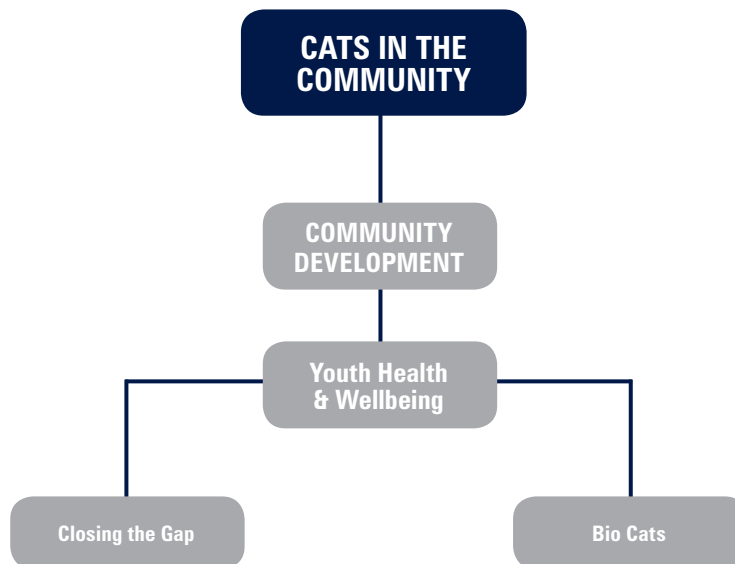 CATS IN THE
COMMUNITY
COMMUNITY
DEVELOPMENT
Youth Health
& Wellbeing
Closing the Gap
Bio Cats